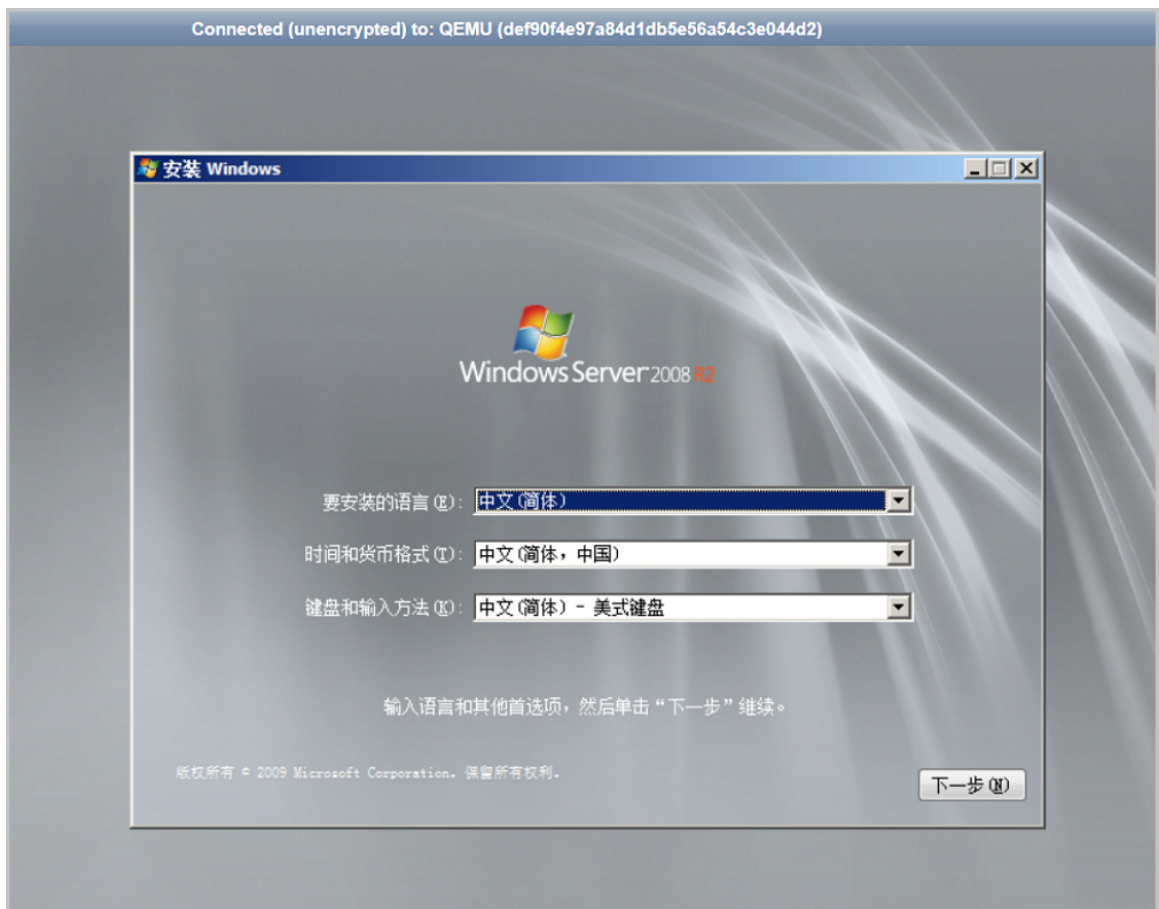 Connected (unencrypted) to: QEMU (def90f4e97a84d1db5e56a54c3e044d2)
安装 Windows
Windows Server 2008 R2
要安装的语言(E): 中文(简体)
时间和货币格式(T): 中文(简体，中国)
键盘和输入方法(K): 中文(简体) - 美式键盘
输入语言和其他首选项，然后单击“下一步”继续。
版权所有 © 2009 Microsoft Corporation。保留所有权利。
下一步(N)